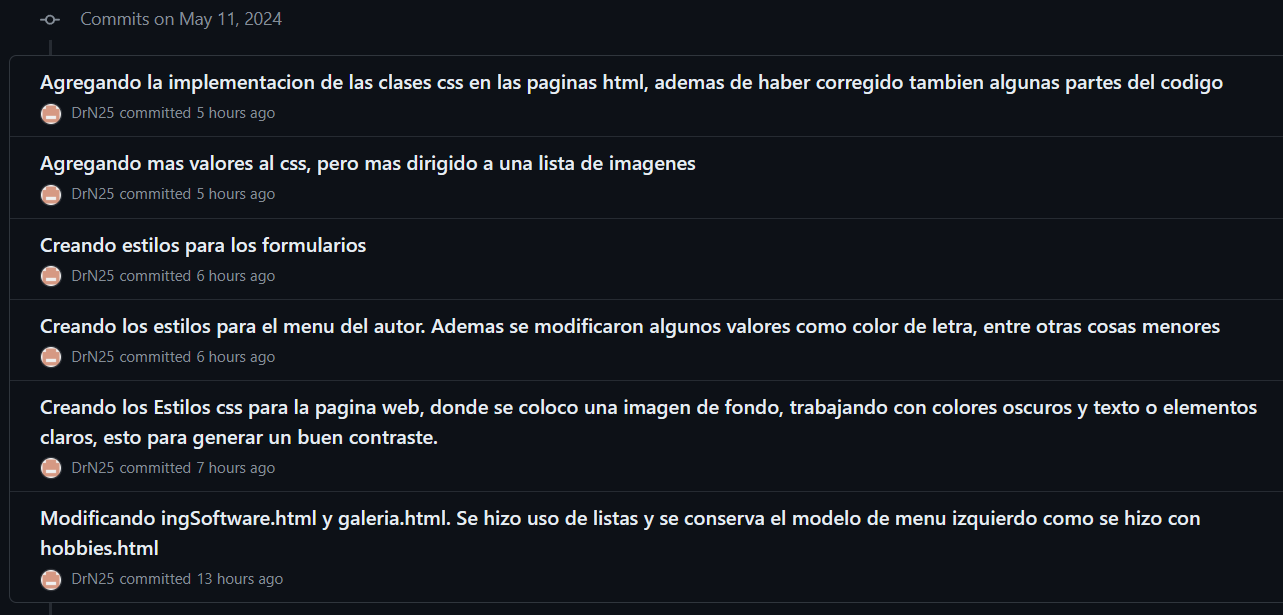 Commits on May 11, 2024
Agregando la implementacion de las clases css en las paginas html, ademas de haber corregido tambien algunas partes del codigo
DrN25 committed 5 hours ago
Agregando mas valores al css, pero mas dirigido a una lista de imagenes
DrN25 committed 5 hours ago
Creando estilos para los formularios
DrN25 committed 6 hours ago
Creando los estilos para el menu del autor. Ademas se modificaron algunos valores como color de letra, entre otras cosas menores
DrN25 committed 6 hours ago
Creando los Estilos css para la pagina web, donde se coloco una imagen de fondo, trabajando con colores oscuros y texto o elementos
claros, esto para generar un buen contraste.
DrN25 committed 7 hours ago
Modificando ingSoftware.html y galeria.html. Se hizo uso de listas y se conserva el modelo de menu izquierdo como se hizo con
hobbies.html
DrN25 committed 13 hours ago